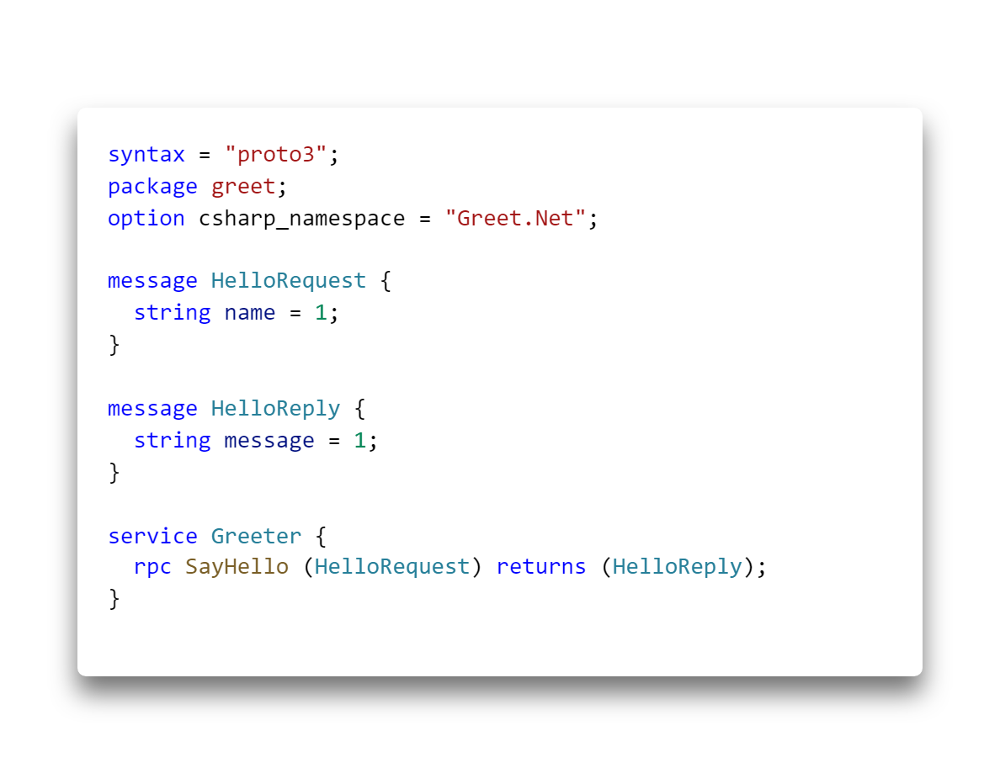 syntax = "proto3";
package greet;
option csharp_namespace = "Greet.Net";

message HelloRequest {
  string name = 1;
}

message HelloReply {
  string message = 1;
}

service Greeter {
  rpc SayHello (HelloRequest) returns (HelloReply);
}